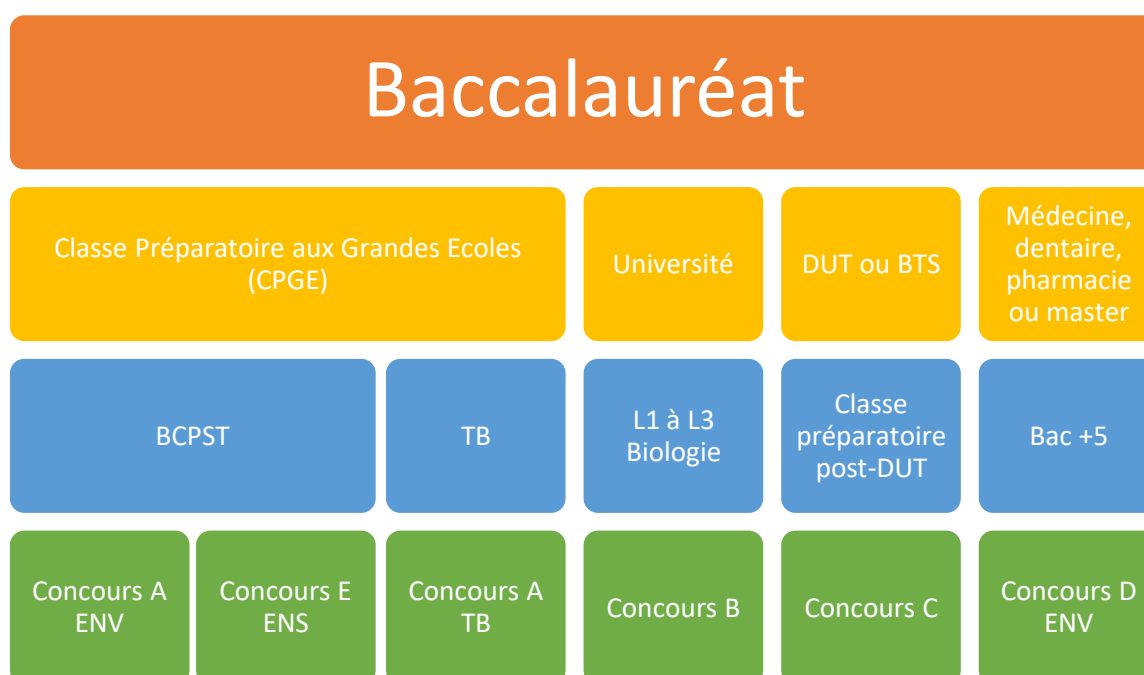 Baccalauréat
Classe Préparatoire aux Grandes Ecoles
(CPGE)
Université
DUT ou BTS
Médecine,
dentaire,
pharmacie
ou master
BCPST
TB
L1 à L3
Biologie
Classe
préparatoire
post-DUT
Bac +5
Concours A
ENV
Concours E
ENS
Concours A
TB
Concours B
Concours C
Concours D
ENV